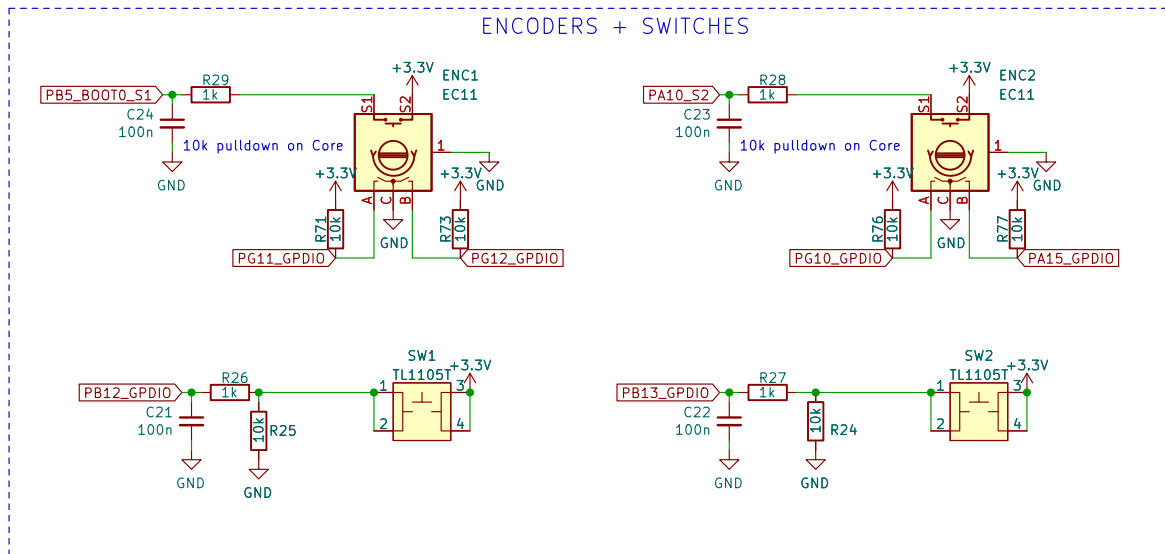 ENCODERS + SWITCHES
PB5_BOOT0_S1
R29
1k
C24
100n
GND
10k pulldown on Core
S1
S2
+3.3V
ENC1
EC11
1
GND
A
C
B
GND
+3.3V
R71
10k
+3.3V
R73
10k
PG11_GPDIO
PG12_GPDIO
PA10_S2
R28
1k
C23
100n
GND
10k pulldown on Core
S1
S2
+3.3V
ENC2
EC11
1
GND
A
C
B
GND
+3.3V
R76
10k
+3.3V
R77
10k
PG10_GPDIO
PA15_GPDIO
PB12_GPDIO
R26
1k
C21
100n
GND
10k
R25
GND
SW1
TL1105T
+3.3V
1
2
3
4
PB13_GPDIO
R27
1k
C22
100n
GND
10k
R24
GND
SW2
TL1105T
+3.3V
1
2
3
4